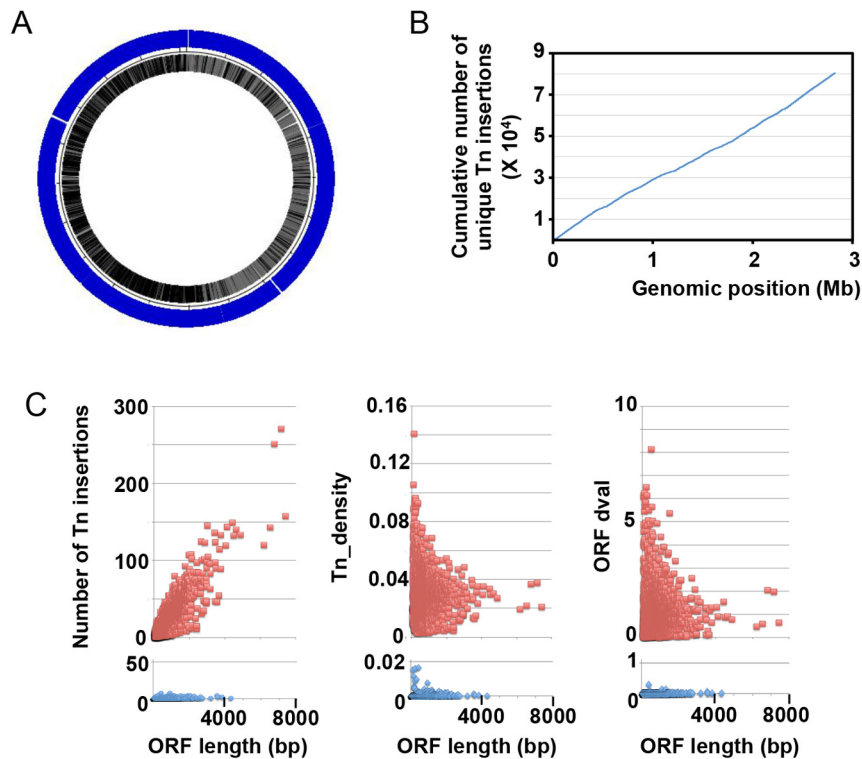 A
B
Cumulative number of
unique Tn insertions
(X 10⁴)
9
7
5
3
1
0
0
1
2
3
Genomic position (Mb)
C
Number of Tn insertions
300
200
100
0
50
0
4000
8000
ORF length (bp)
Tn_density
0.16
0.12
0.08
0.04
0
0.02
0
4000
8000
ORF length (bp)
ORF dval
10
5
0
1
0
4000
8000
ORF length (bp)